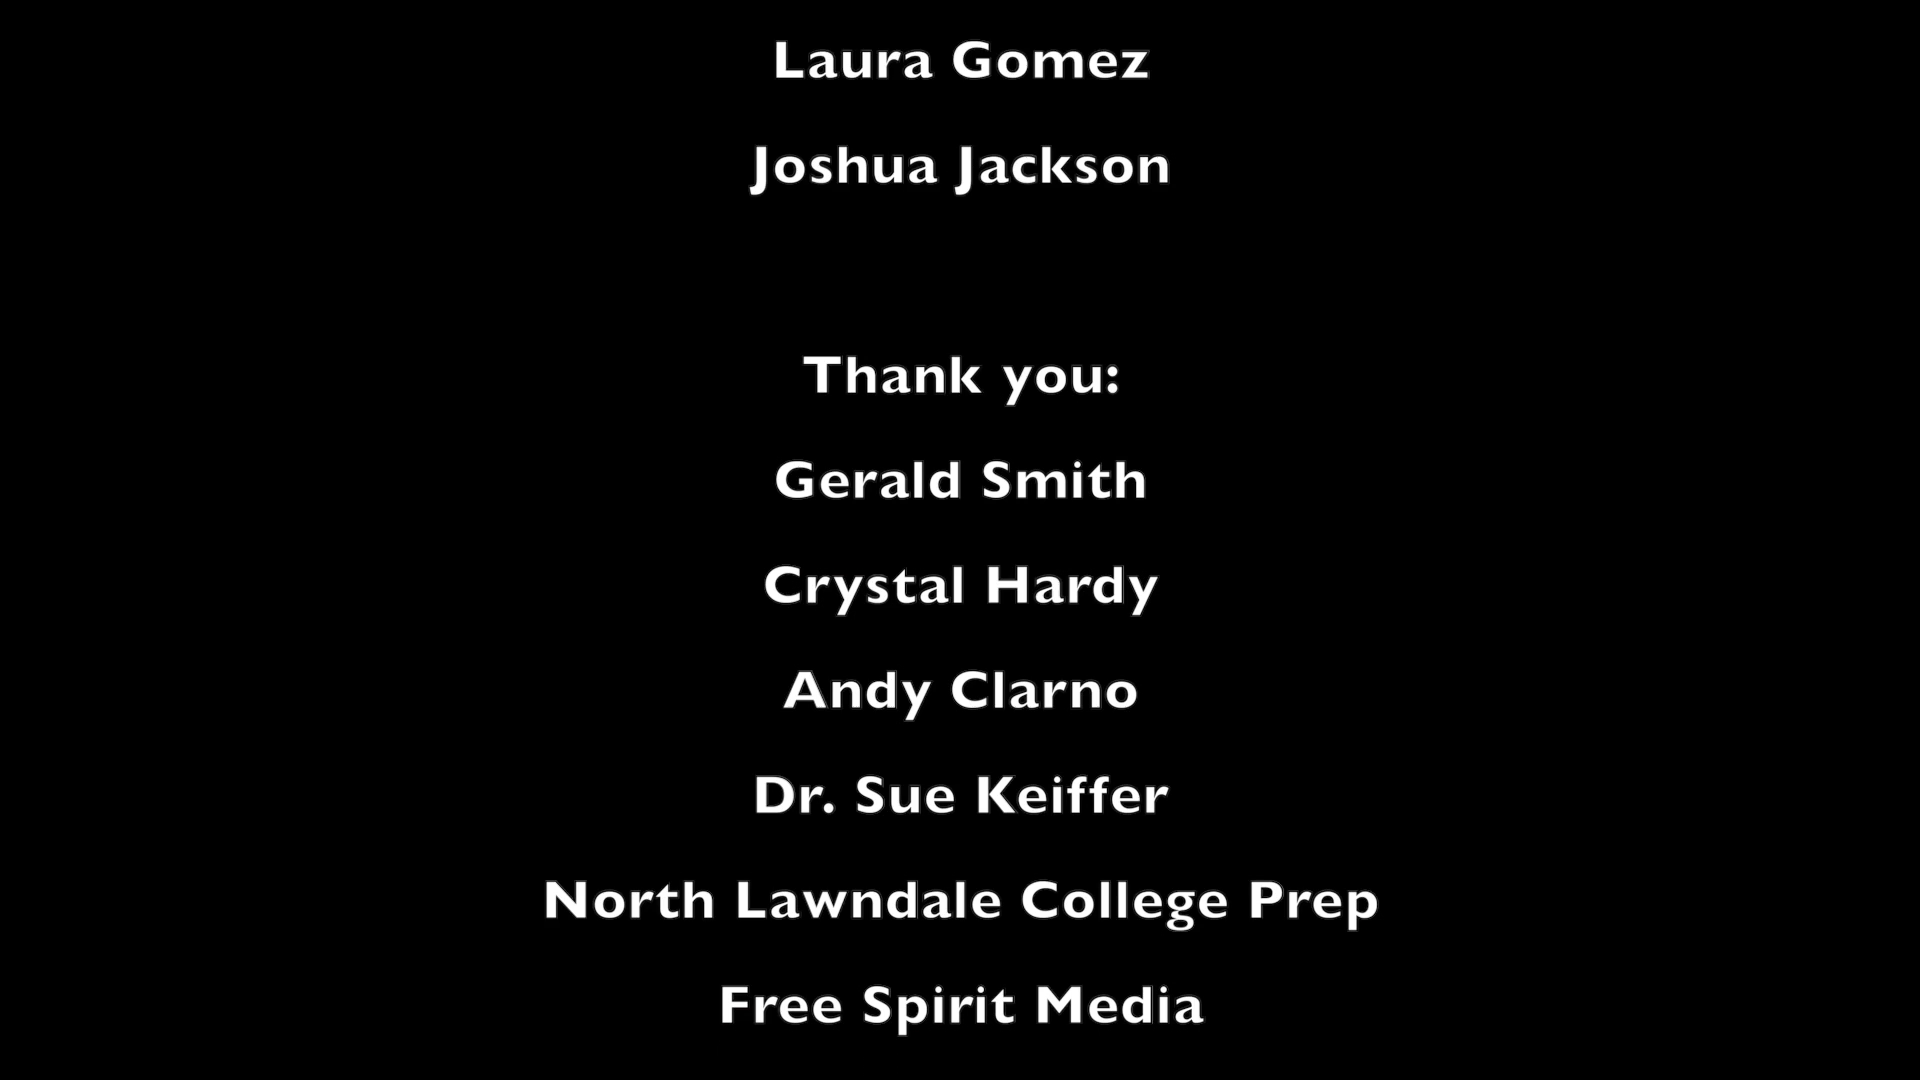 Laura Gomez
Joshua Jackson
Thank you:
Gerald Smith
Crystal Hardy
Andy Clarno
Dr. Sue Keiffer
North Lawndale College Prep
Free Spirit Media